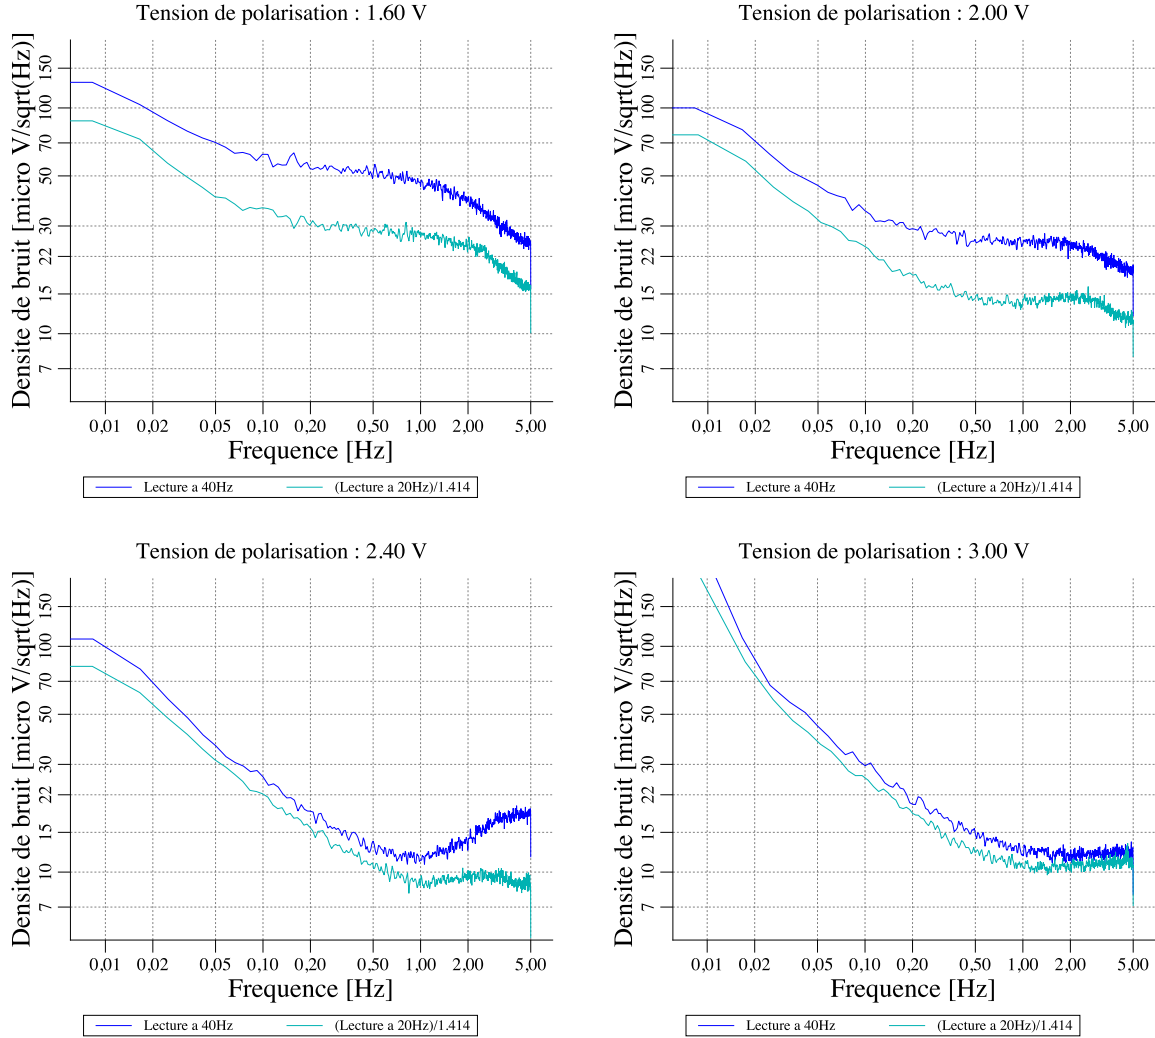 Tension de polarisation : 1.60 V
Densite de bruit [micro V/sqrt(Hz)]
150
100
70
50
30
22
15
10
7
0,01 0,02 0,05 0,10 0,20 0,50 1,00 2,00 5,00
Frequence [Hz]
Lecture a 40Hz (Lecture a 20Hz)/1.414
Tension de polarisation : 2.00 V
Densite de bruit [micro V/sqrt(Hz)]
150
100
70
50
30
22
15
10
7
0,01 0,02 0,05 0,10 0,20 0,50 1,00 2,00 5,00
Frequence [Hz]
Lecture a 40Hz (Lecture a 20Hz)/1.414
Tension de polarisation : 2.40 V
Densite de bruit [micro V/sqrt(Hz)]
150
100
70
50
30
22
15
10
7
0,01 0,02 0,05 0,10 0,20 0,50 1,00 2,00 5,00
Frequence [Hz]
Lecture a 40Hz (Lecture a 20Hz)/1.414
Tension de polarisation : 3.00 V
Densite de bruit [micro V/sqrt(Hz)]
150
100
70
50
30
22
15
10
7
0,01 0,02 0,05 0,10 0,20 0,50 1,00 2,00 5,00
Frequence [Hz]
Lecture a 40Hz (Lecture a 20Hz)/1.414